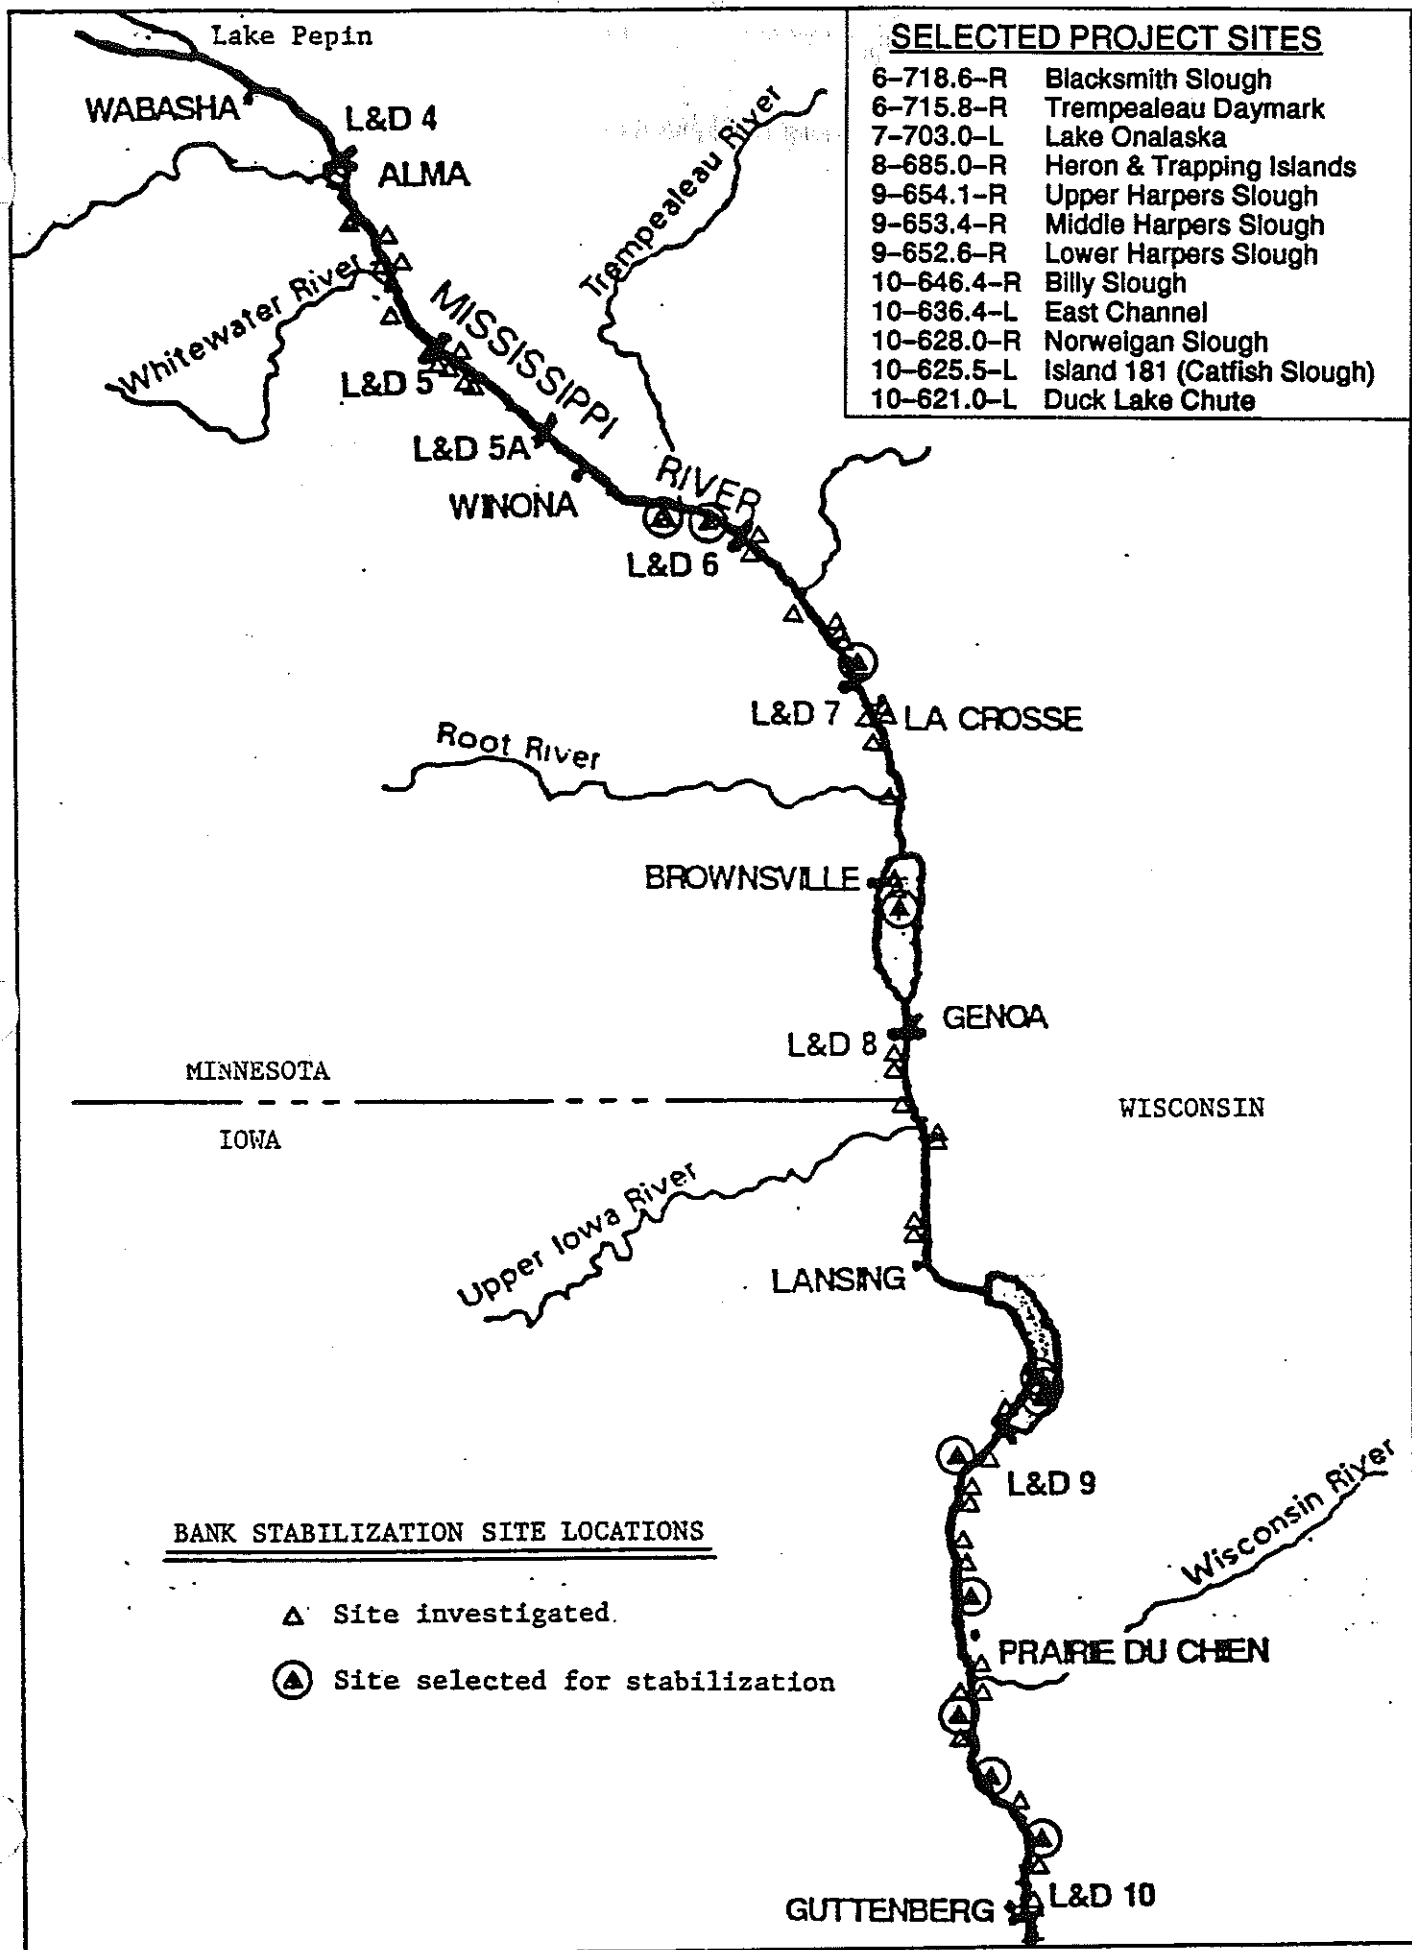 Lake Pepin
SELECTED PROJECT SITES
6-718.6-R Blacksmith Slough
6-715.8-R Trempealeau Daymark
7-703.0-L Lake Onalaska
8-685.0-R Heron & Trapping Islands
9-654.1-R Upper Harpers Slough
9-653.4-R Middle Harpers Slough
9-652.6-R Lower Harpers Slough
10-646.4-R Billy Slough
10-636.4-L East Channel
10-628.0-R Norweigan Slough
10-625.5-L Island 181 (Catfish Slough)
10-621.0-L Duck Lake Chute
WABASHA
L&D 4
ALMA
Trempealeau River
Whitewater River
MISSISSIPPI
L&D 5
L&D 5A
RIVER
WINONA
L&D 6
L&D 7
LA CROSSE
Root River
BROWNSVILLE
GENOA
L&D 8
MINNESOTA
WISCONSIN
IOWA
Upper Iowa River
LANSING
L&D 9
Wisconsin River
BANK STABILIZATION SITE LOCATIONS
Site investigated.
PRAIRIE DU CHIEN
Site selected for stabilization
L&D 10
GUTTENBERG